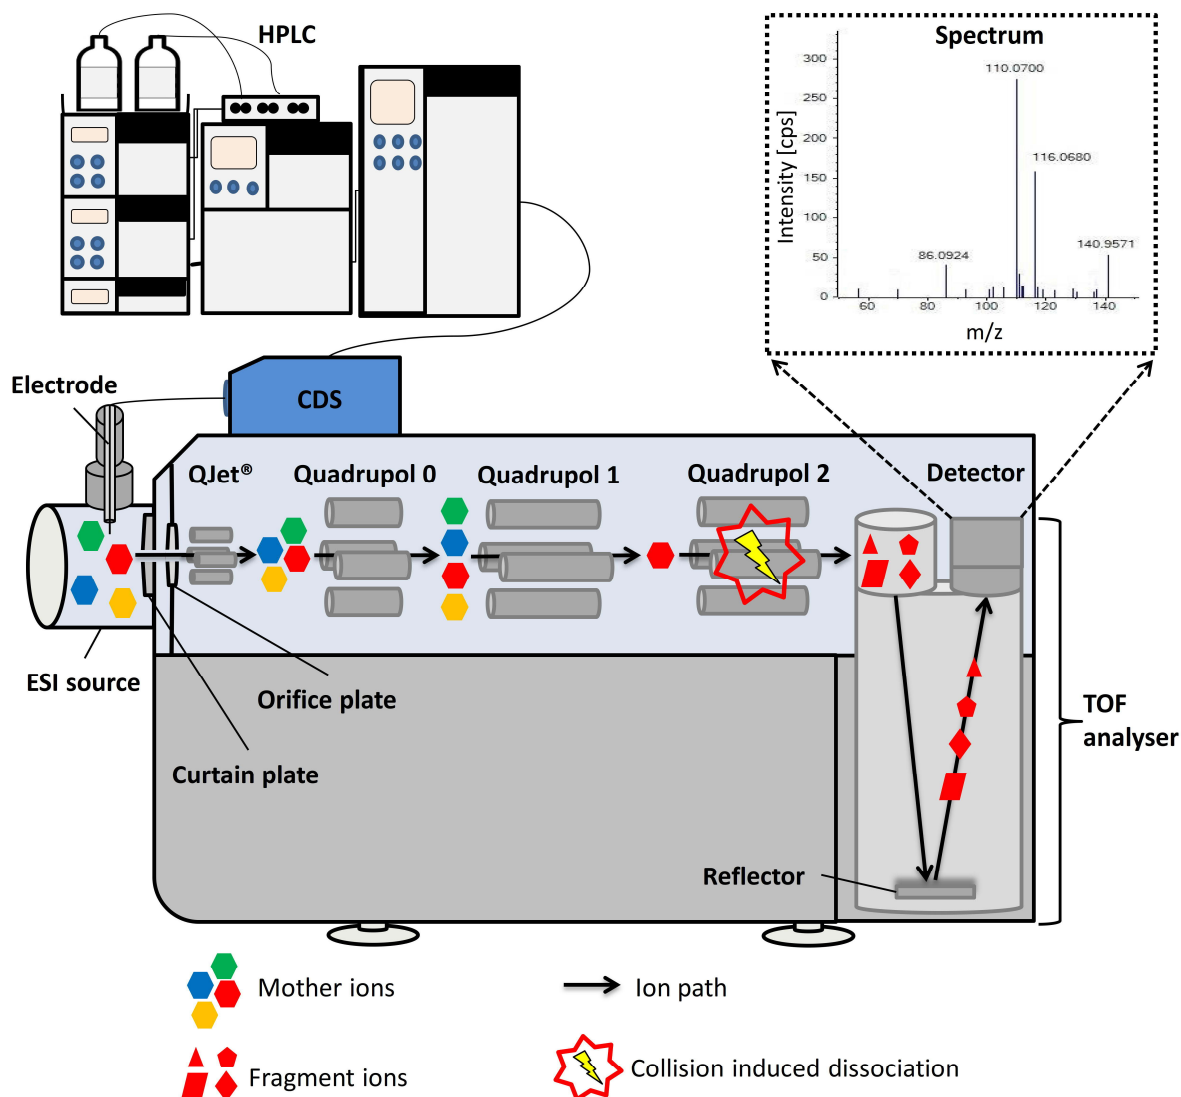 HPLC
Spectrum
110.0700
116.0680
140.9571
86.0924
300
250
200
150
100
50
0
60
80
100
120
140
Intensity [cps]
m/z
Electrode
CDS
QJet®
Quadrupol 0
Quadrupol 1
Quadrupol 2
Detector
ESI source
Orifice plate
Curtain plate
TOF
analyser
Reflector
Mother ions
Ion path
Fragment ions
Collision induced dissociation